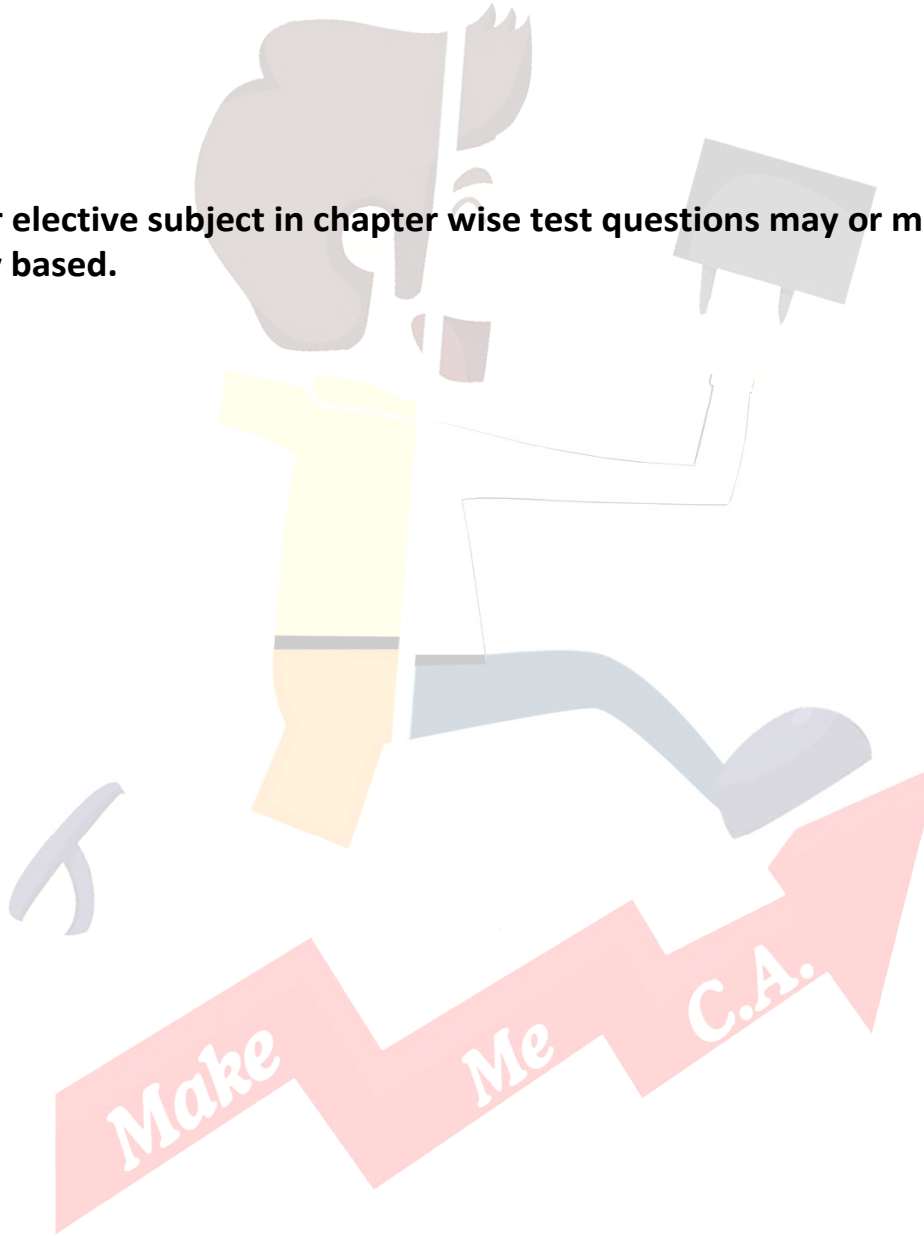 elective subject in chapter wise test questions may or
based.
Make Me C.A.